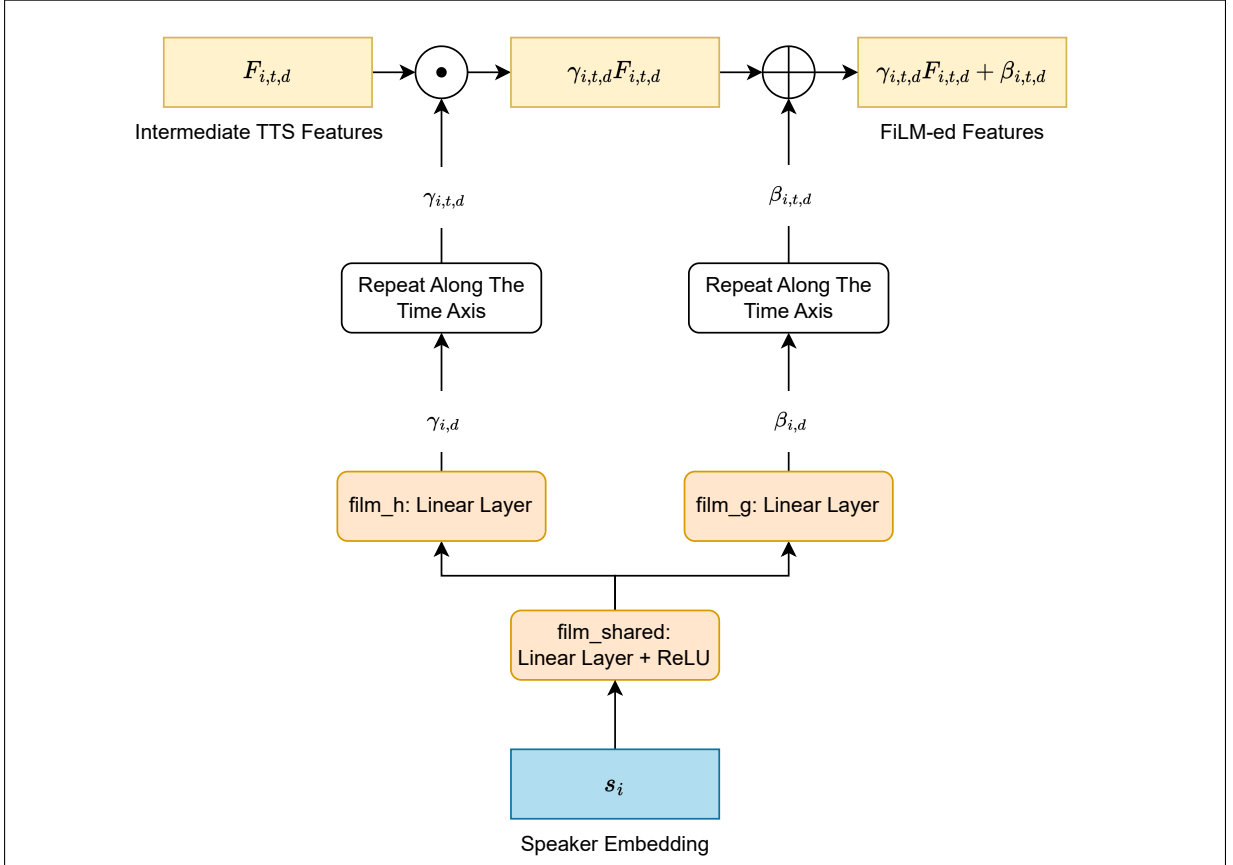 F_{i,t,d}
γ_{i,t,d}F_{i,t,d}
γ_{i,t,d}F_{i,t,d} + β_{i,t,d}
Intermediate TTS Features
FiLM-ed Features
γ_{i,t,d}
β_{i,t,d}
Repeat Along The
Time Axis
Repeat Along The
Time Axis
γ_{i,d}
β_{i,d}
film_h: Linear Layer
film_g: Linear Layer
film_shared:
Linear Layer + ReLU
s_i
Speaker Embedding